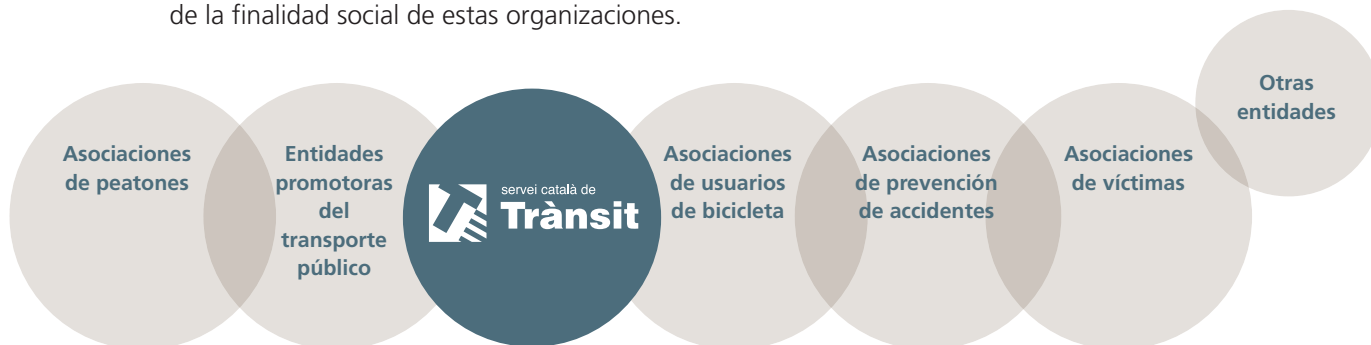 de la finalidad social de estas organizaciones.
Asociaciones
de peatones
Entidades
promotoras
del
transporte
público
servei català de
Trànsit
Asociaciones
de usuarios
de bicicleta
Asociaciones
de prevención
de accidentes
Asociaciones
de víctimas
Otras
entidades